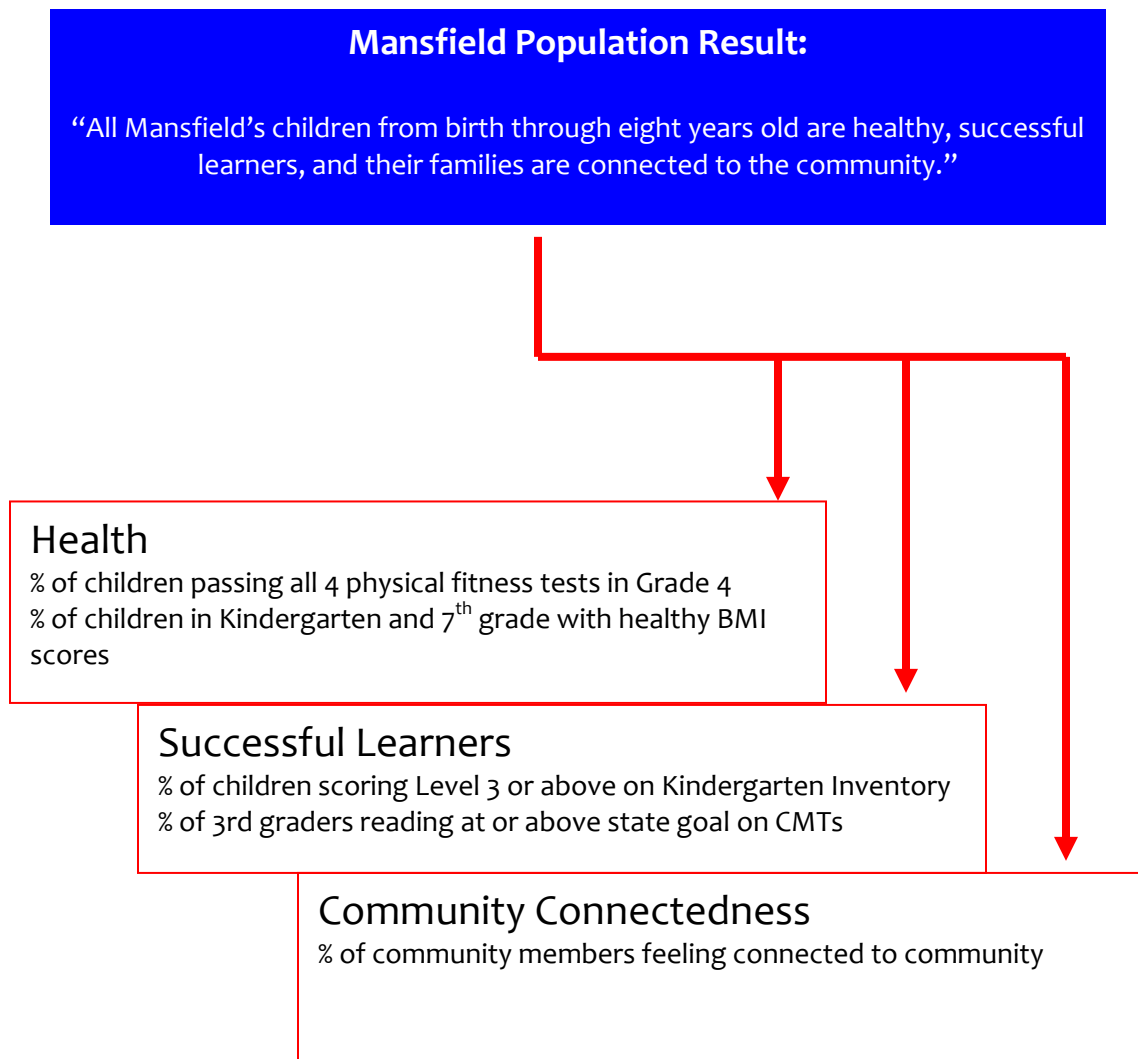 Mansfield Population Result:
“All Mansfield’s children from birth through eight years old are healthy, successful
learners, and their families are connected to the community.”
Health
% of children passing all 4 physical fitness tests in Grade 4
% of children in Kindergarten and 7th grade with healthy BMI
scores
Successful Learners
% of children scoring Level 3 or above on Kindergarten Inventory
% of 3rd graders reading at or above state goal on CMTs
Community Connectedness
% of community members feeling connected to community